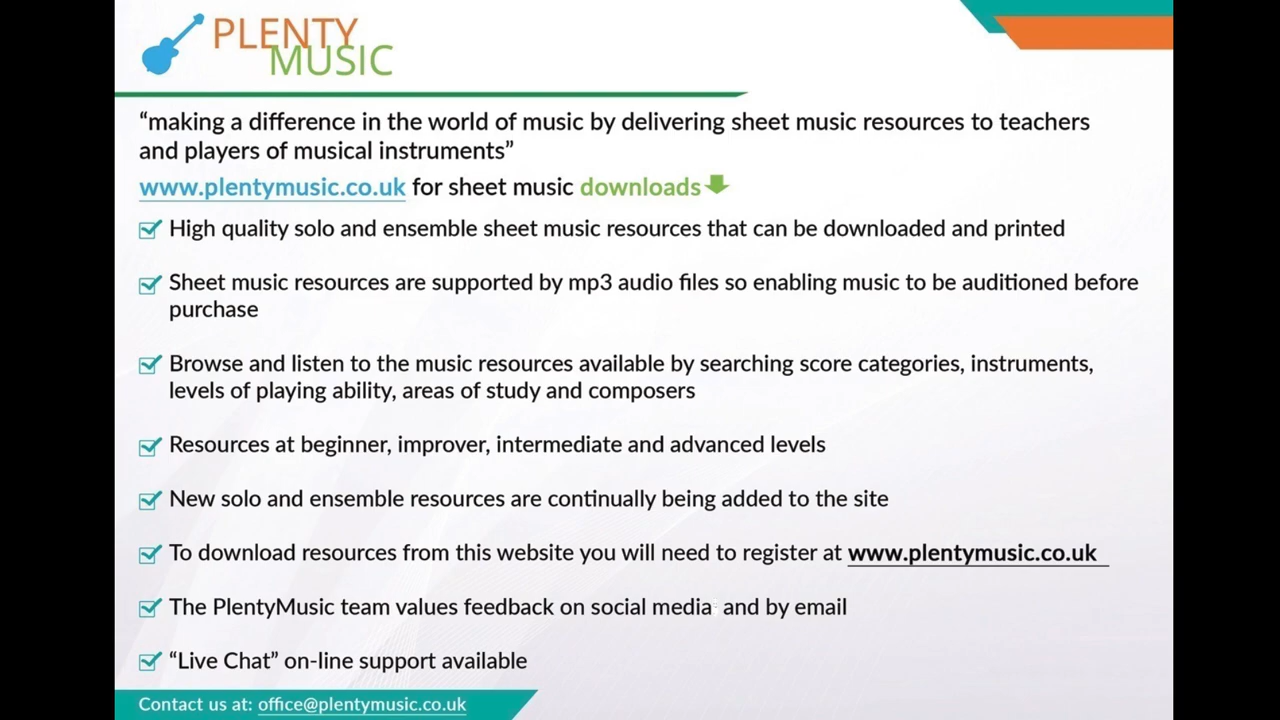 PLENTY
MUSIC
“making a difference in the world of music by delivering sheet music resources to teachers
and players of musical instruments”
www.plentymusic.co.uk for sheet music downloads
High quality solo and ensemble sheet music resources that can be downloaded and printed
Sheet music resources are supported by mp3 audio files so enabling music to be auditioned before
purchase
Browse and listen to the music resources available by searching score categories, instruments,
levels of playing ability, areas of study and composers
Resources at beginner, improver, intermediate and advanced levels
New solo and ensemble resources are continually being added to the site
To download resources from this website you will need to register at www.plentymusic.co.uk
The PlentyMusic team values feedback on social media and by email
“Live Chat” on-line support available
Contact us at: office@plentymusic.co.uk